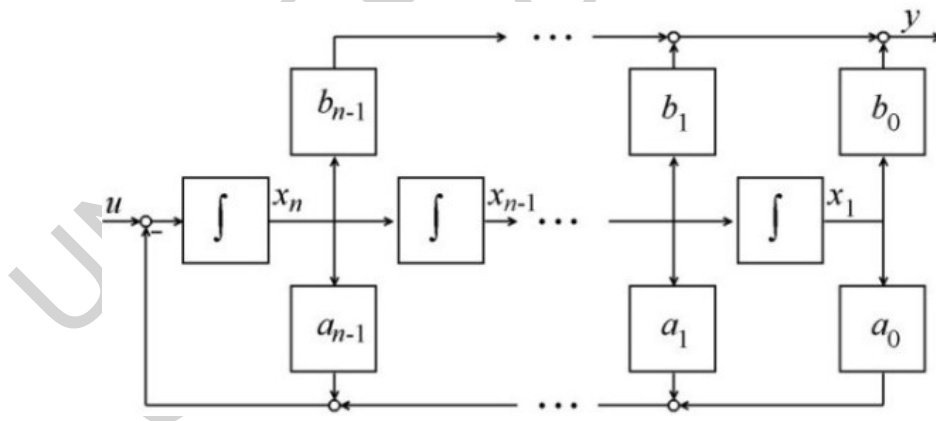 y
b_{n-1} b_1 b_0
u ∫ x_n ∫ x_{n-1} ∫ x_1
a_{n-1} a_1 a_0